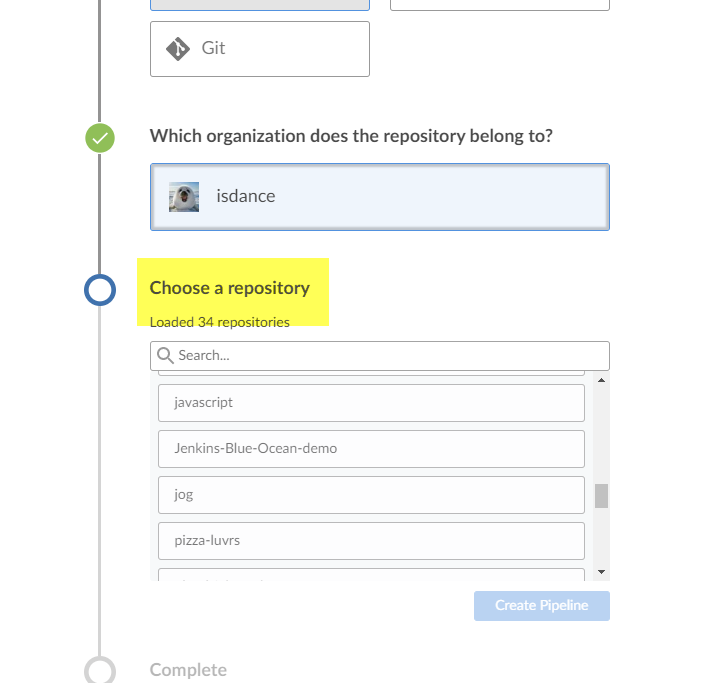 Git
Which organization does the repository belong to?
isdance
Choose a repository
Loaded 34 repositories
Search...
javascript
Jenkins-Blue-Ocean-demo
jog
pizza-luvrs
Create Pipeline
Complete